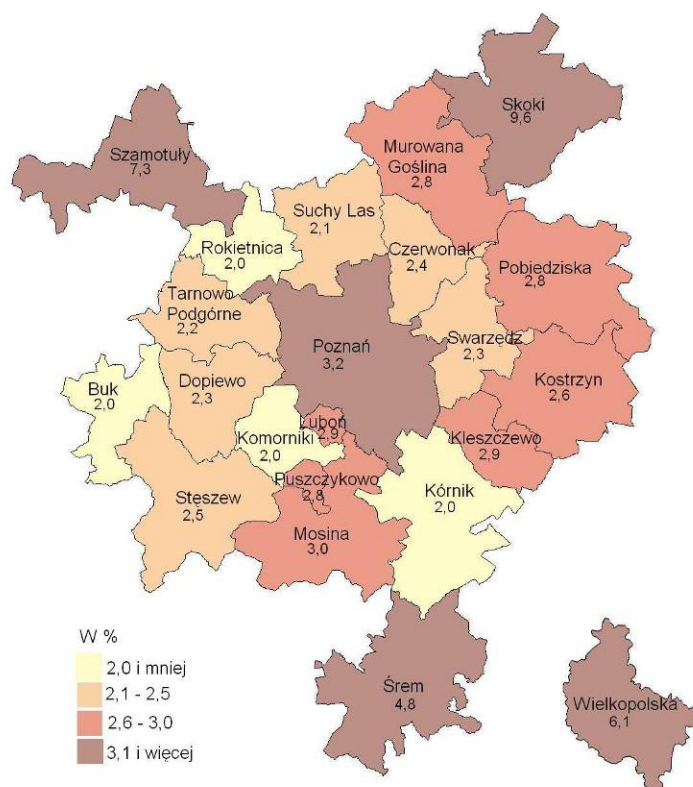 Skoki
9,6
Szamotuły
7,3
Murowana
Goślina
2,8
Suchy Las
2,1
Rokietnica
2,0
Czerwonak
2,4
Pobiedziska
2,8
Tarnowo
Podgórne
2,2
Swarzędz
2,3
Poznań
3,2
Buk
2,0
Dopiewo
2,3
Kostrzyn
2,6
Luboń
2,9
Komorniki
2,0
Kleszczewo
2,9
Puszczykowo
2,8
Kórnik
2,0
Stęszew
2,5
Mosina
3,0
W %
2,0 i mniej
2,1 - 2,5
2,6 - 3,0
3,1 i więcej
Śrem
4,8
Wielkopolska
6,1